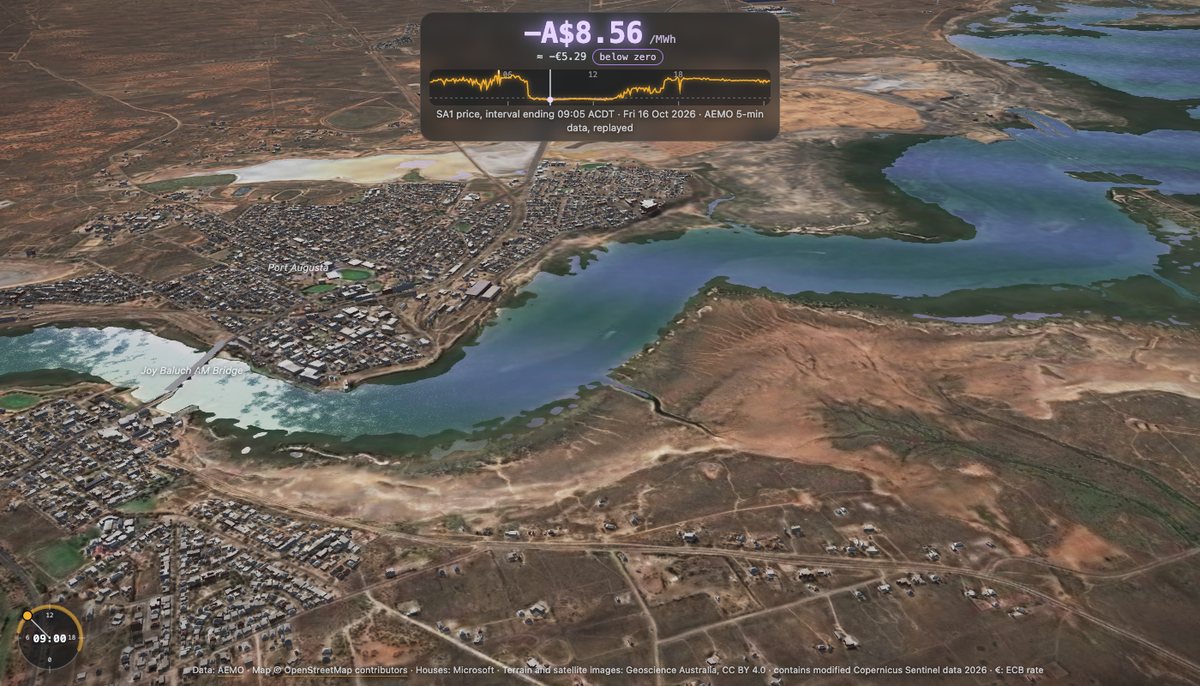 −A$8.56 /MWh
≈ −€5.29 below zero
06 12 18
SA1 price, interval ending 09:05 ACDT · Fri 16 Oct 2026 · AEMO 5-min
data, replayed
Port Augusta
Joy Baluch AM Bridge
12
6 09:00 18
0
Data: AEMO · Map © OpenStreetMap contributors · Houses: Microsoft · Terrain and satellite images: Geoscience Australia, CC BY 4.0 · contains modified Copernicus Sentinel data 2026 · €: ECB rate